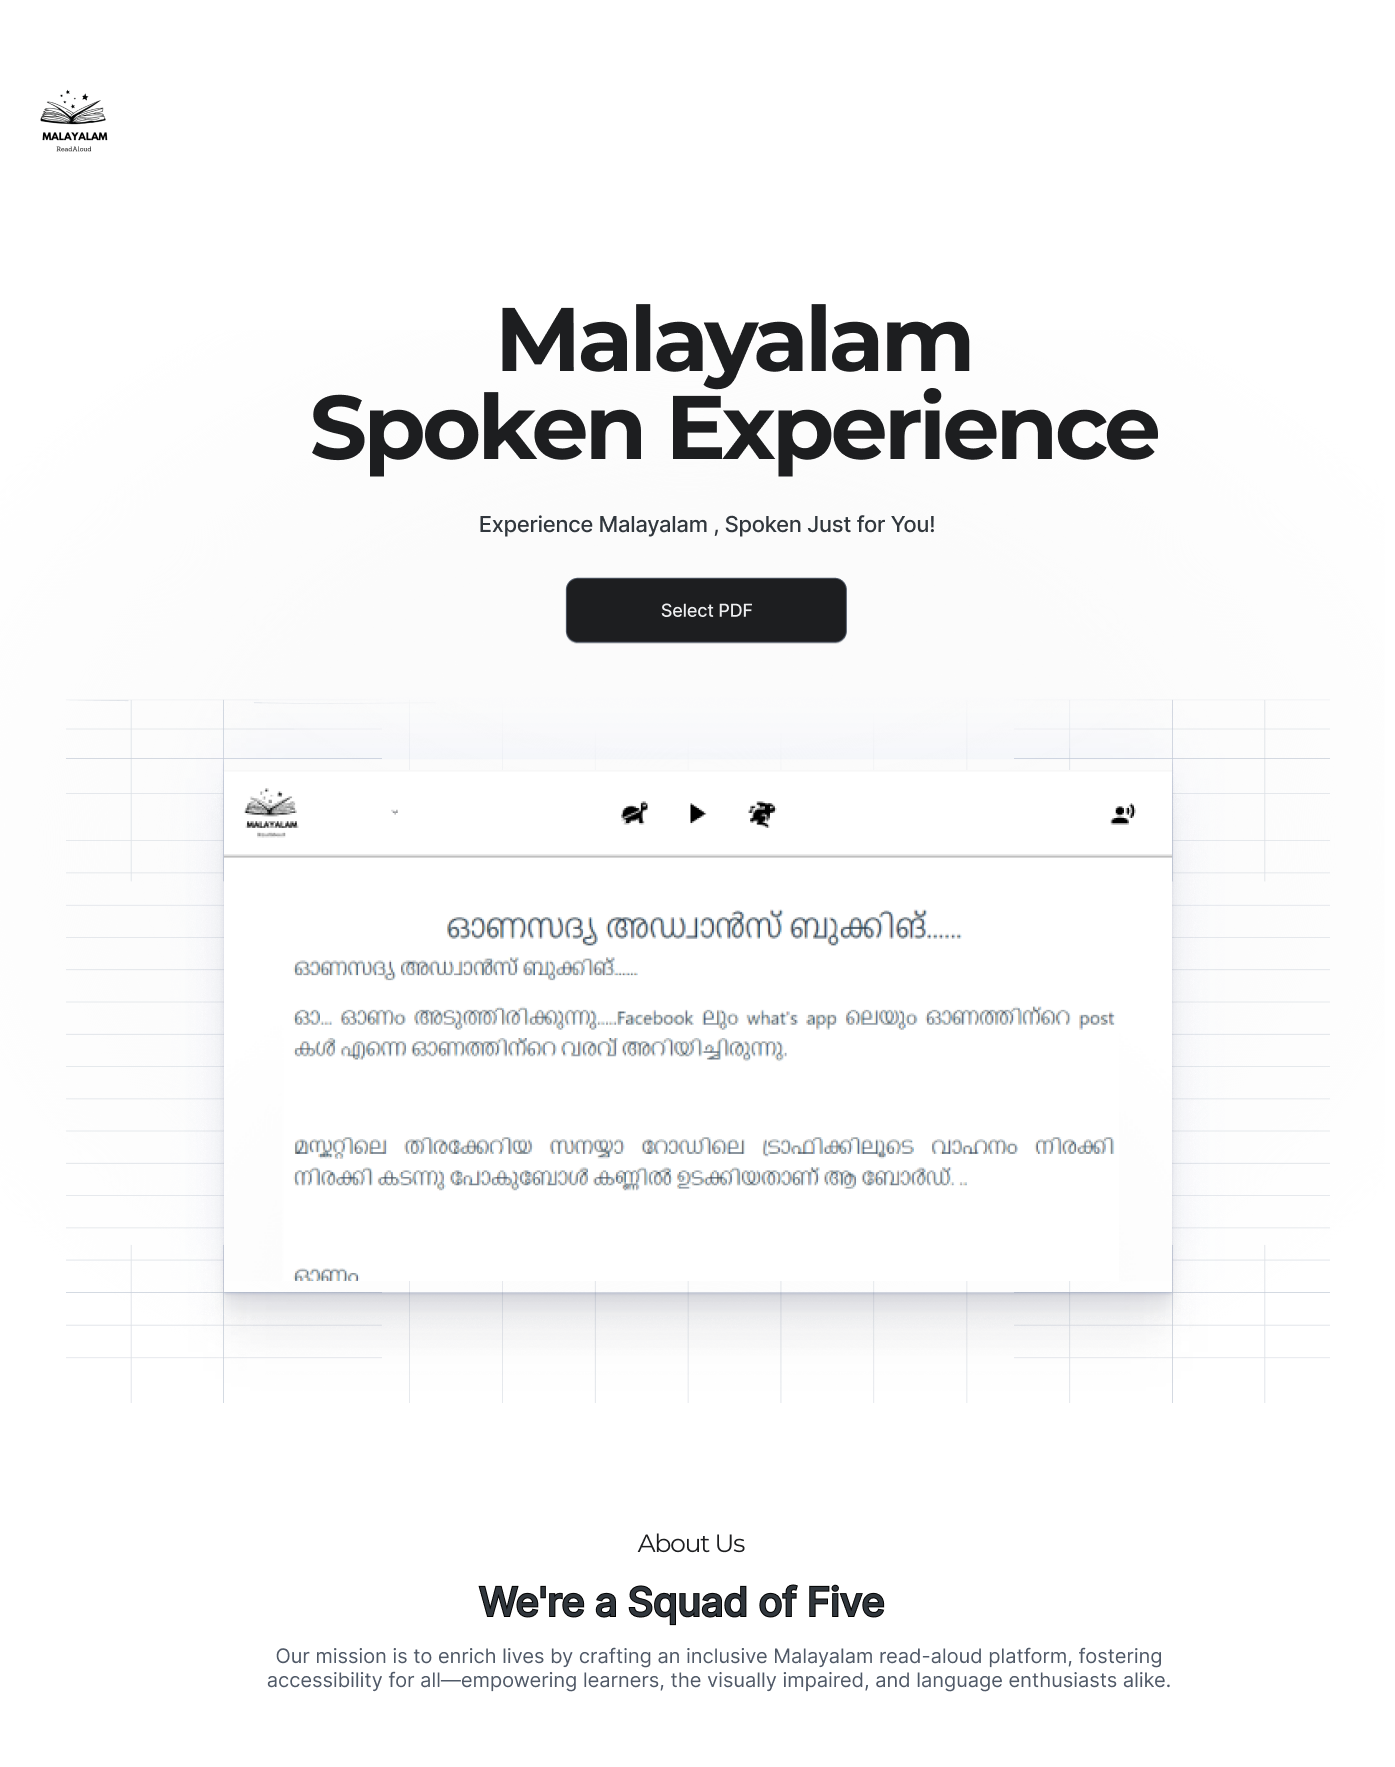 MALAYALAM
ReadAloud
Malayalam
Spoken Experience
Experience Malayalam , Spoken Just for You!
Select PDF
MALAYALAM
ഓണസദ്യ അഡ്വാൻസ് ബുക്കിങ്......
ഓണസദ്യ അഡ്വാൻസ് ബുക്കിങ്......
ഓ... ഓണം അടുത്തിരിക്കുന്നു.....Facebook ലും what's app ലെയും ഓണത്തിന്റെ post
കൾ എന്നെ ഓണത്തിന്റെ വരവ് അറിയിച്ചിരുന്നു.
മസ്കറ്റിലെ തിരക്കേറിയ സനയ്യാ റോഡിലെ ട്രാഫിക്കിലൂടെ വാഹനം നിരക്കി
നിരക്കി കടന്നു പോകുബോൾ കണ്ണിൽ ഉടക്കിയതാണ് ആ ബോർഡ്. ..
ഓണം
About Us
We're a Squad of Five
Our mission is to enrich lives by crafting an inclusive Malayalam read-aloud platform, fostering
accessibility for all—empowering learners, the visually impaired, and language enthusiasts alike.